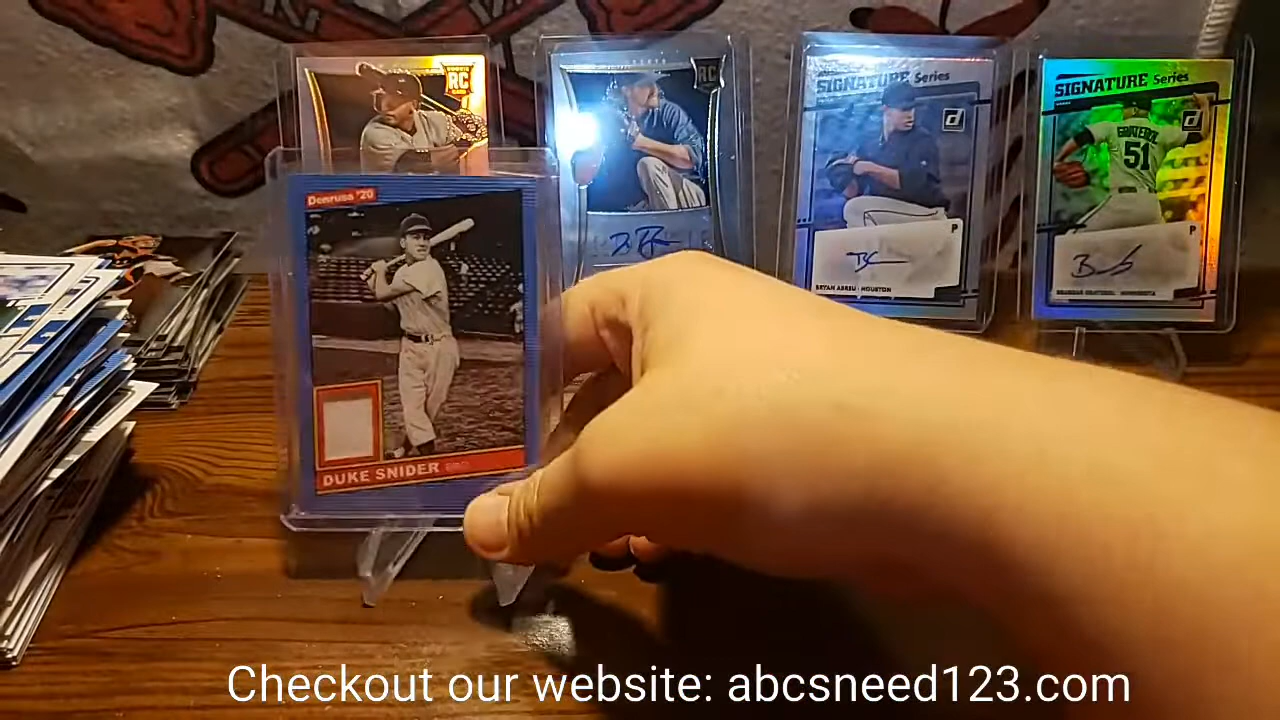 RC
RC
SIGNATURE Series
SIGNATURE Series
GRATEROL
51
P
P
BRYAN ABREU · HOUSTON
Donruss '20
DUKE SNIDER
Checkout our website: abcsneed123.com